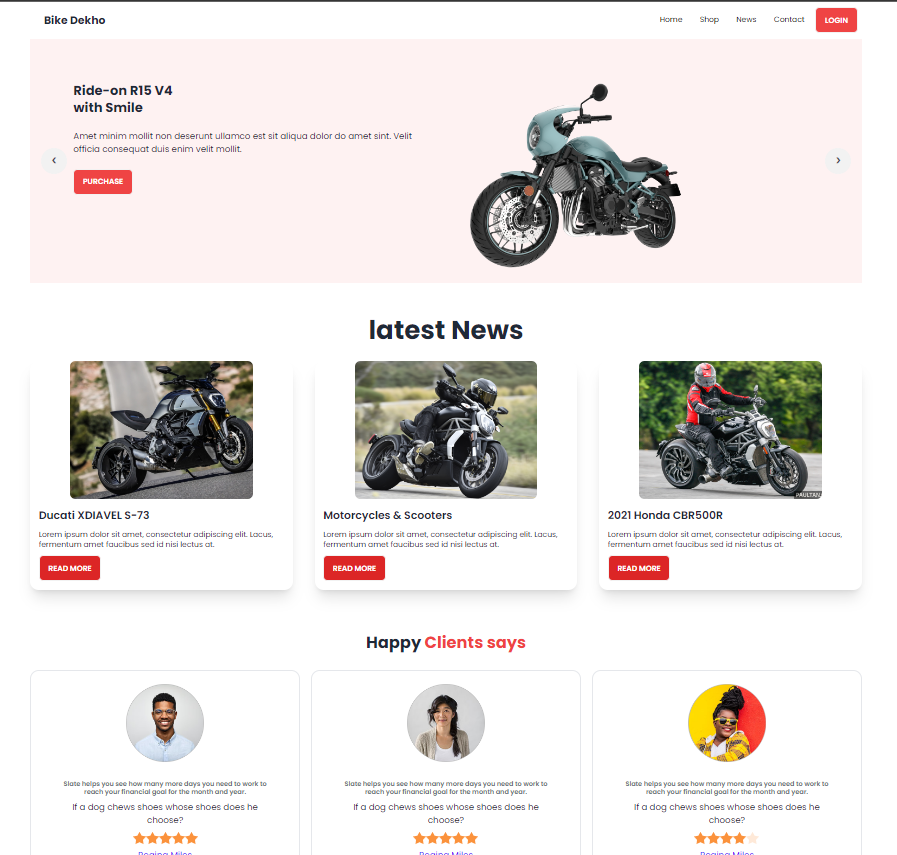 Bike Dekho
Home Shop News Contact LOGIN
Ride-on R15 V4
with Smile
Amet minim mollit non deserunt ullamco est sit aliqua dolor do amet sint. Velit
officia consequat duis enim velit mollit.
PURCHASE
latest News
PAULTAN
Ducati XDIAVEL S-73
Lorem ipsum dolor sit amet, consectetur adipiscing elit. Lacus,
fermentum amet faucibus sed id nisi lectus at.
READ MORE
Motorcycles & Scooters
Lorem ipsum dolor sit amet, consectetur adipiscing elit. Lacus,
fermentum amet faucibus sed id nisi lectus at.
READ MORE
2021 Honda CBR500R
Lorem ipsum dolor sit amet, consectetur adipiscing elit. Lacus,
fermentum amet faucibus sed id nisi lectus at.
READ MORE
Happy Clients says
Slate helps you see how many more days you need to work to
reach your financial goal for the month and year.
If a dog chews shoes whose shoes does he
choose?
Regina Miles
Slate helps you see how many more days you need to work to
reach your financial goal for the month and year.
If a dog chews shoes whose shoes does he
choose?
Regina Miles
Slate helps you see how many more days you need to work to
reach your financial goal for the month and year.
If a dog chews shoes whose shoes does he
choose?
Regina Miles